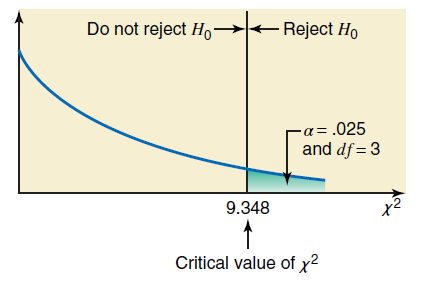 Do not reject H₀ Reject H₀
α = .025
and df = 3
9.348
χ²
Critical value of χ²